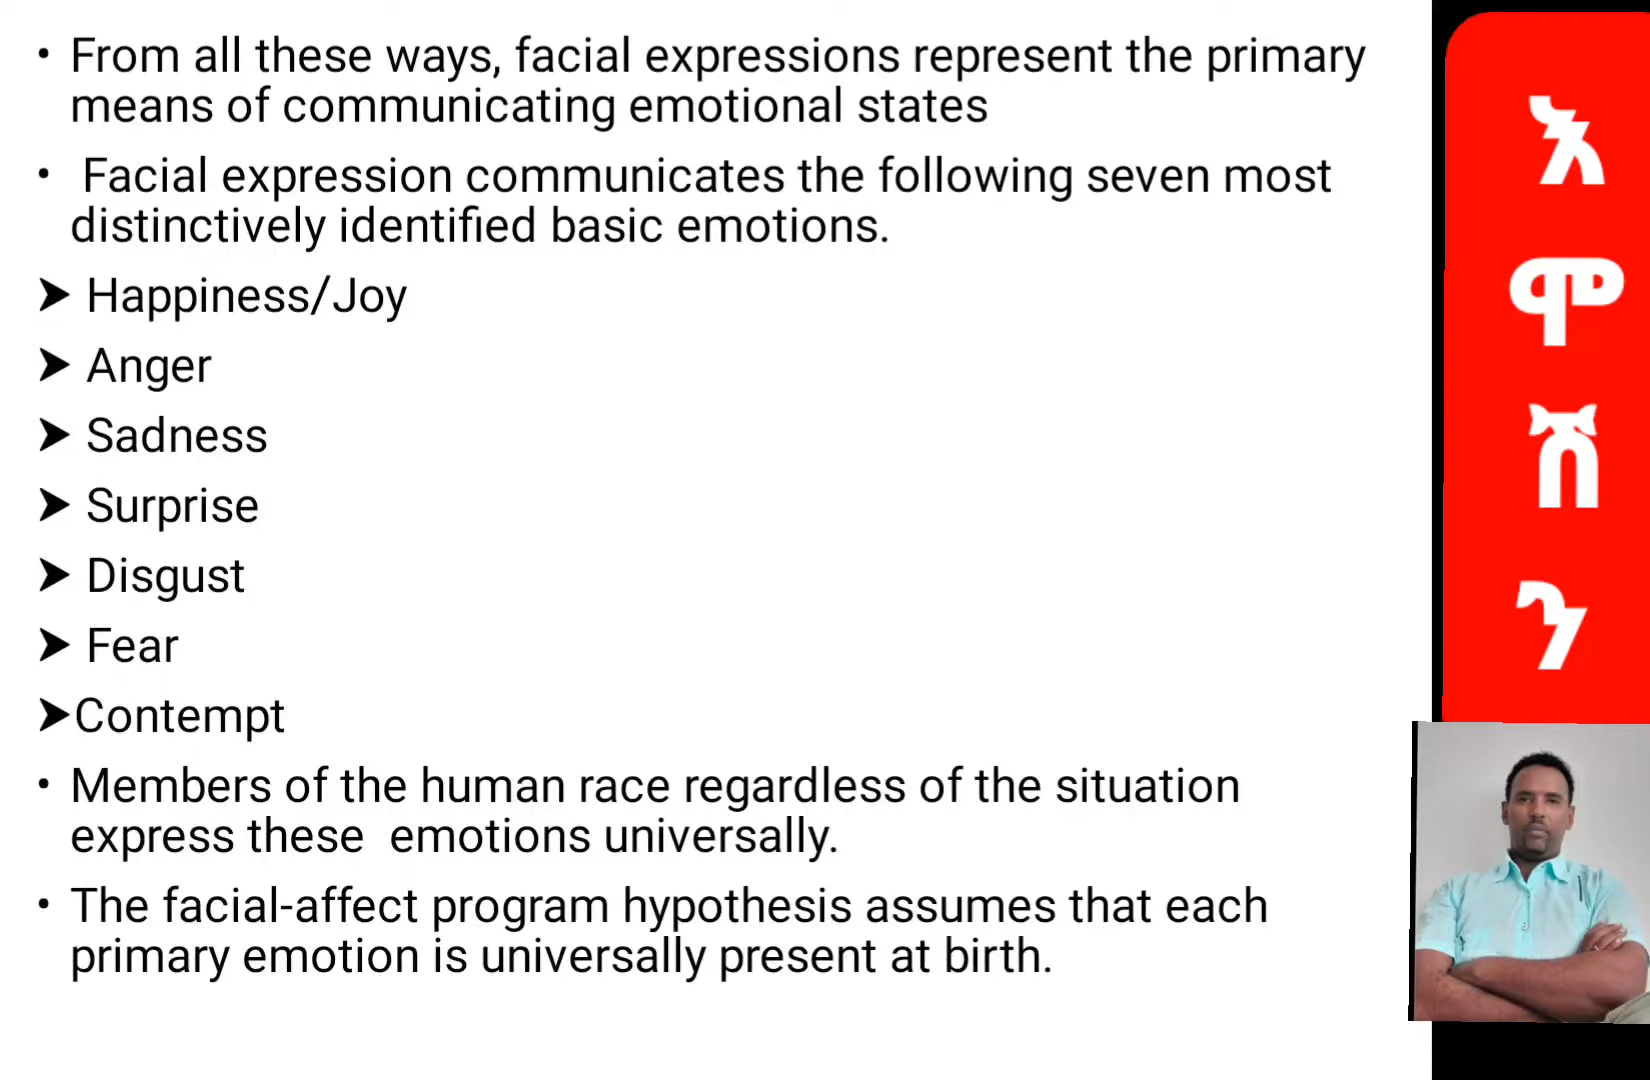 • From all these ways, facial expressions represent the primary
means of communicating emotional states
• Facial expression communicates the following seven most
distinctively identified basic emotions.
➤ Happiness/Joy
➤ Anger
➤ Sadness
➤ Surprise
➤ Disgust
➤ Fear
➤Contempt
• Members of the human race regardless of the situation
express these  emotions universally.
• The facial-affect program hypothesis assumes that each
primary emotion is universally present at birth.
እ
ሞ
ሽ
ን